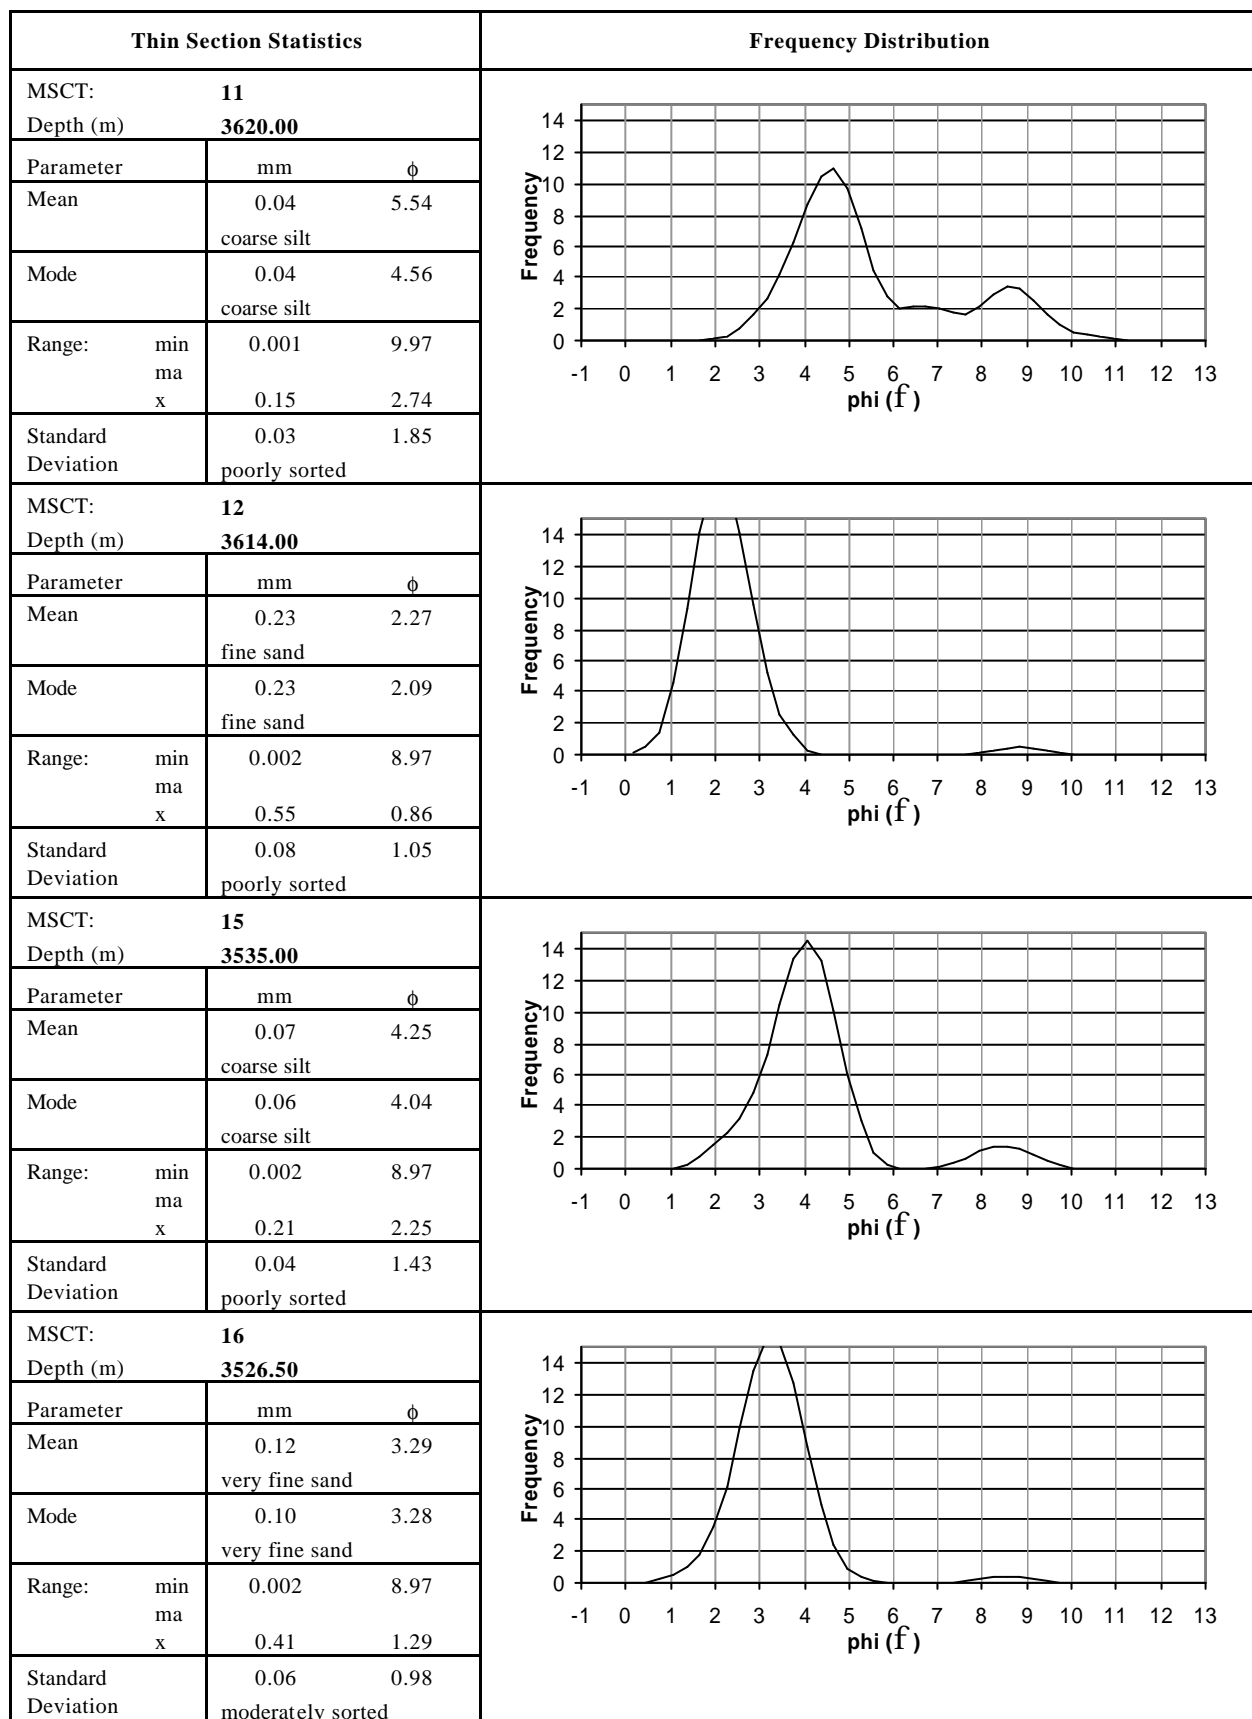 Thin Section Statistics Frequency Distribution
MSCT: 11
Depth (m) 3620.00
Parameter mm ϕ
Mean 0.04 5.54
coarse silt
Mode 0.04 4.56
coarse silt
Range: min 0.001 9.97
ma
x 0.15 2.74
Standard 0.03 1.85
Deviation poorly sorted
Frequency
14
12
10
8
6
4
2
0
-1 0 1 2 3 4 5 6 7 8 9 10 11 12 13
phi (f )
MSCT: 12
Depth (m) 3614.00
Parameter mm ϕ
Mean 0.23 2.27
fine sand
Mode 0.23 2.09
fine sand
Range: min 0.002 8.97
ma
x 0.55 0.86
Standard 0.08 1.05
Deviation poorly sorted
Frequency
14
12
10
8
6
4
2
0
-1 0 1 2 3 4 5 6 7 8 9 10 11 12 13
phi (f )
MSCT: 15
Depth (m) 3535.00
Parameter mm ϕ
Mean 0.07 4.25
coarse silt
Mode 0.06 4.04
coarse silt
Range: min 0.002 8.97
ma
x 0.21 2.25
Standard 0.04 1.43
Deviation poorly sorted
Frequency
14
12
10
8
6
4
2
0
-1 0 1 2 3 4 5 6 7 8 9 10 11 12 13
phi (f )
MSCT: 16
Depth (m) 3526.50
Parameter mm ϕ
Mean 0.12 3.29
very fine sand
Mode 0.10 3.28
very fine sand
Range: min 0.002 8.97
ma
x 0.41 1.29
Standard 0.06 0.98
Deviation moderately sorted
Frequency
14
12
10
8
6
4
2
0
-1 0 1 2 3 4 5 6 7 8 9 10 11 12 13
phi (f )